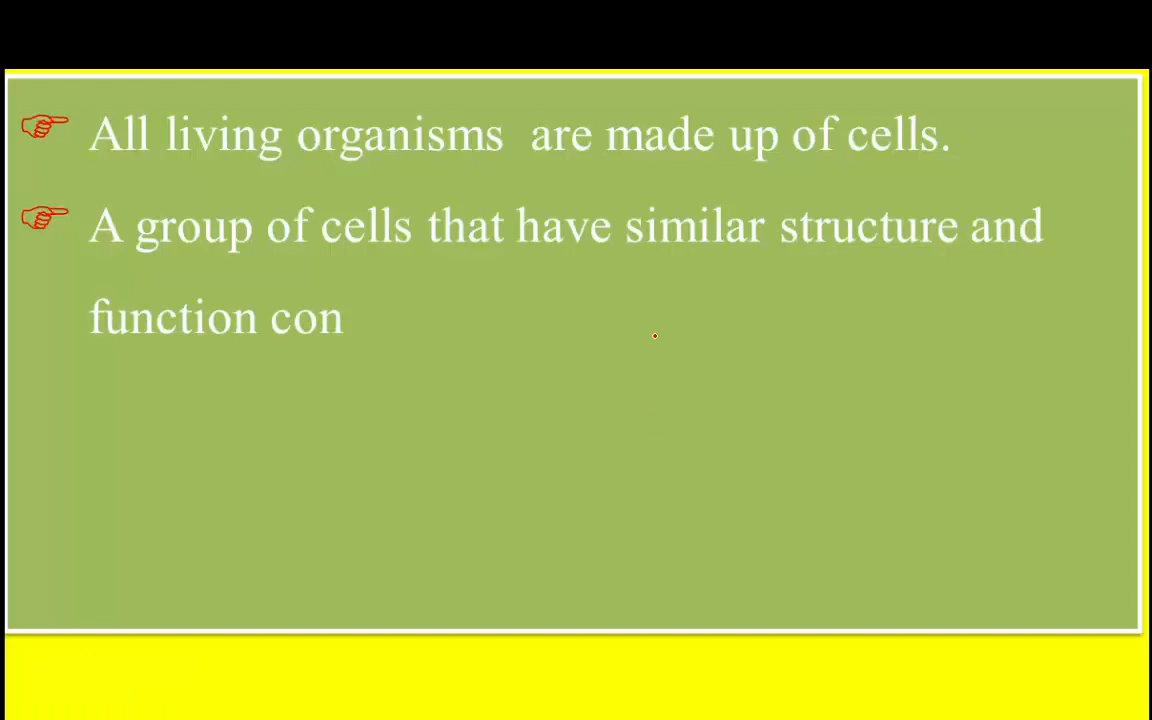 All living organisms are made up of cells.
A group of cells that have similar structure and
function con